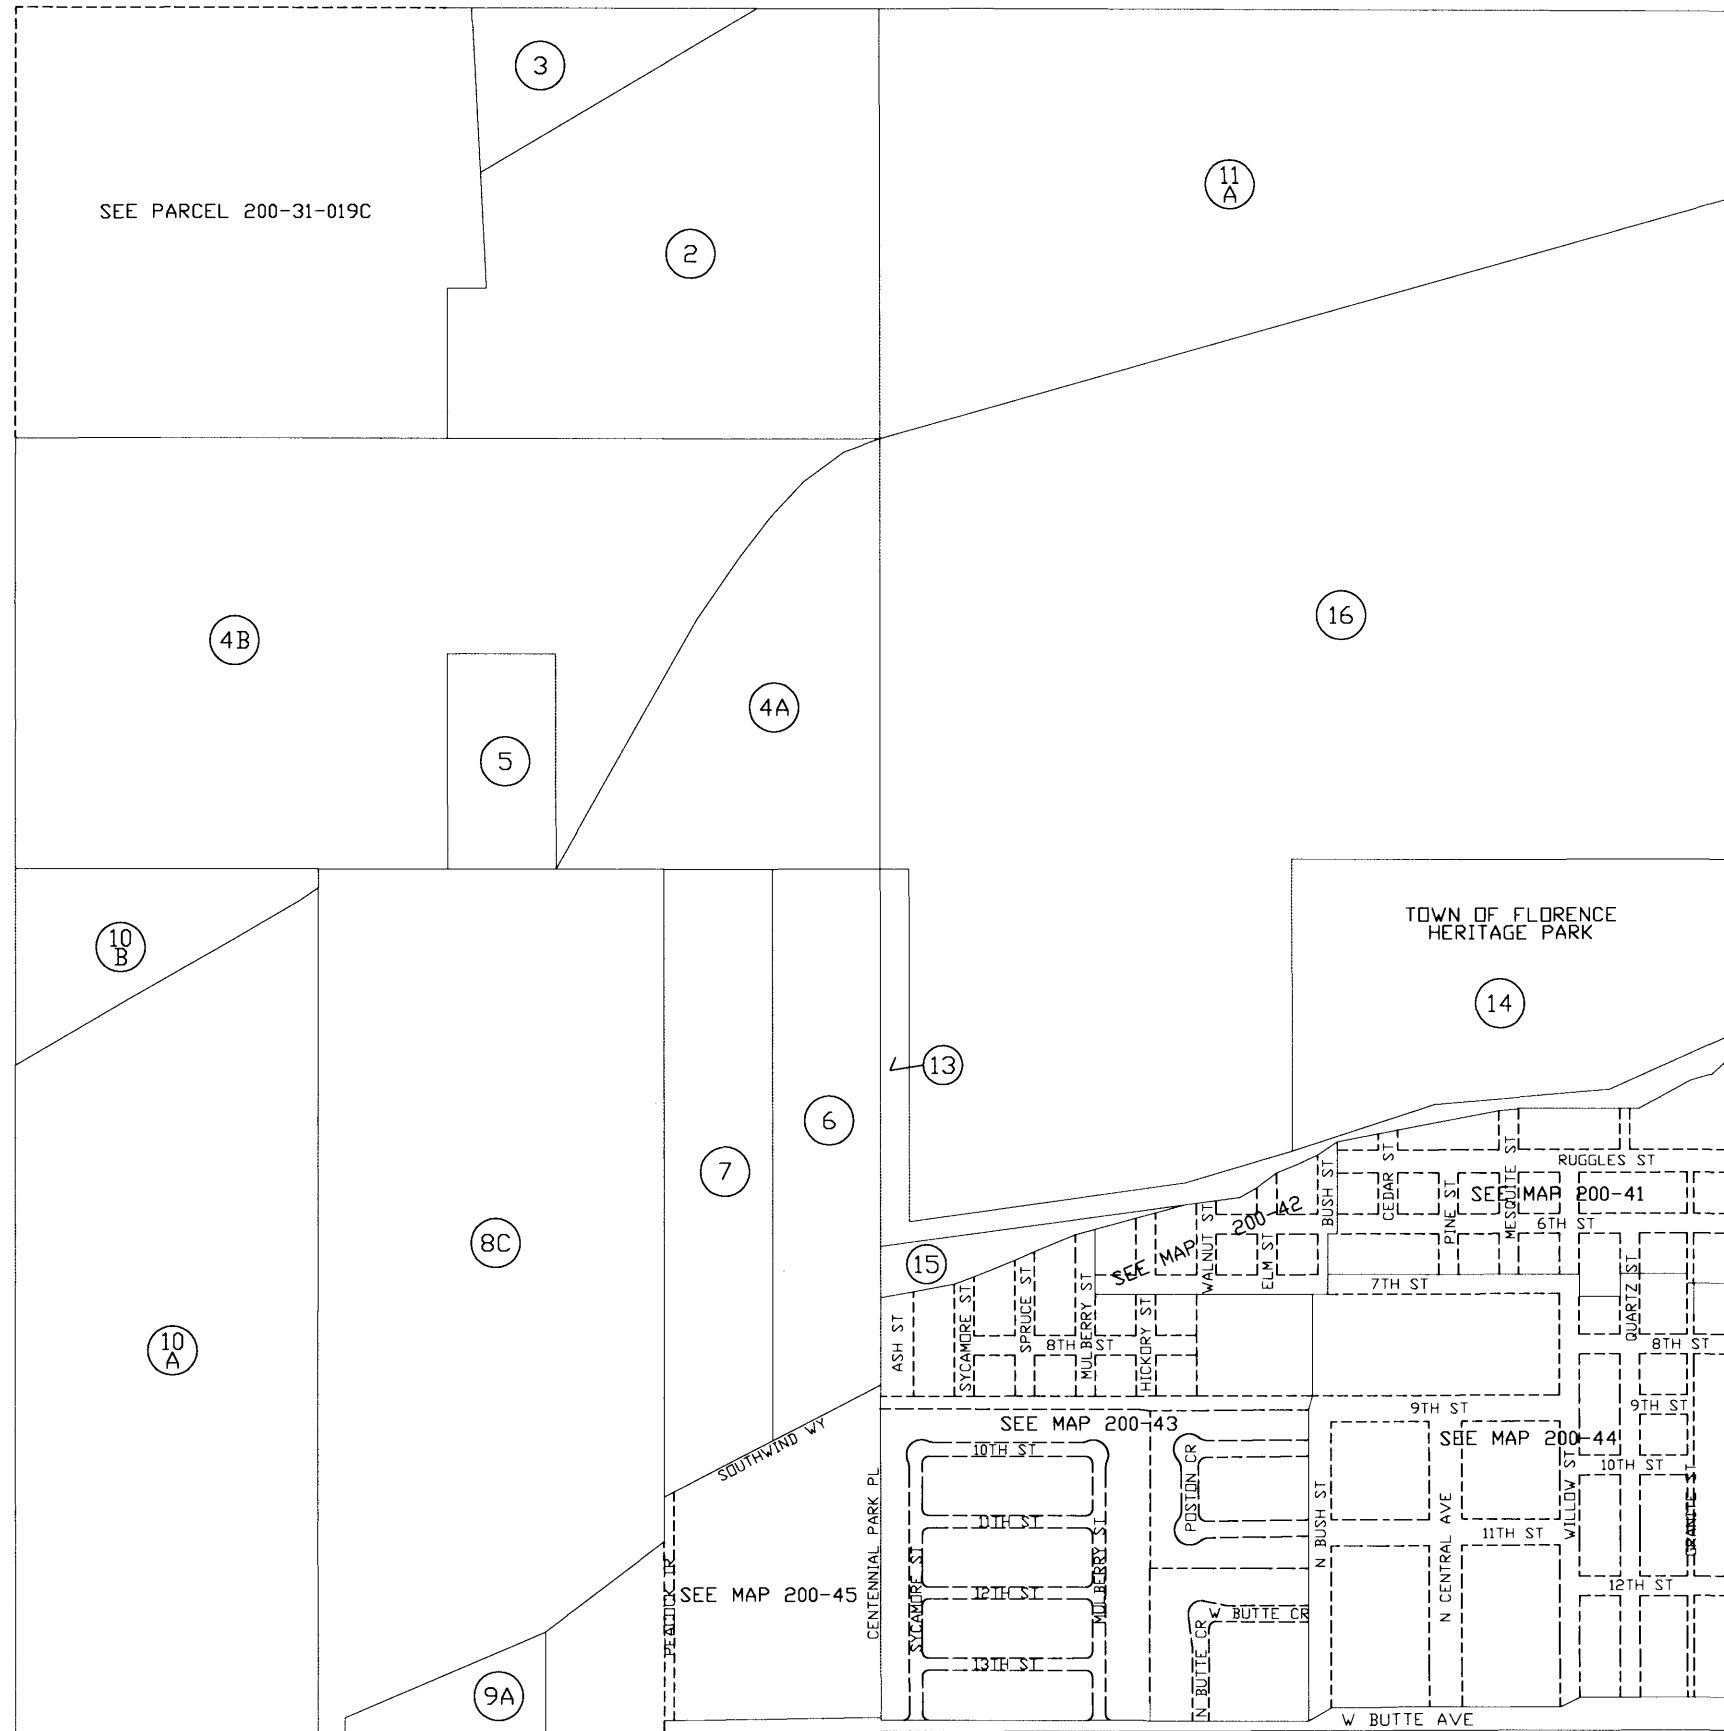 3
11
A
SEE PARCEL 200-31-019C
2
16
4B
4A
5
TOWN OF FLORENCE
HERITAGE PARK
10
B
14
13
6
7
RUGGLES ST
SEE MAP 200-41
6TH ST
BUSH ST
CEDAR ST
PINE ST
MESQUITE ST
SEE MAP 200-42
WALNUT ST
ELM ST
8C
15
7TH ST
QUARTZ ST
ASH ST
SYCAMORE ST
SPRUCE ST
MULBERRY ST
HICKORY ST
8TH ST
8TH ST
10
A
9TH ST
9TH ST
SEE MAP 200-43
SEE MAP 200-44
SOUTHWIND WY
10TH ST
10TH ST
POSTON CR
CENTENNIAL PARK PL
N BUSH ST
WILLOW ST
GRANITE ST
11TH ST
11TH ST
N CENTRAL AVE
SYCAMORE ST
MULBERRY ST
PEACOCK TR
SEE MAP 200-45
12TH ST
12TH ST
W BUTTE CR
N BUTTE CR
13TH ST
9A
W BUTTE AVE